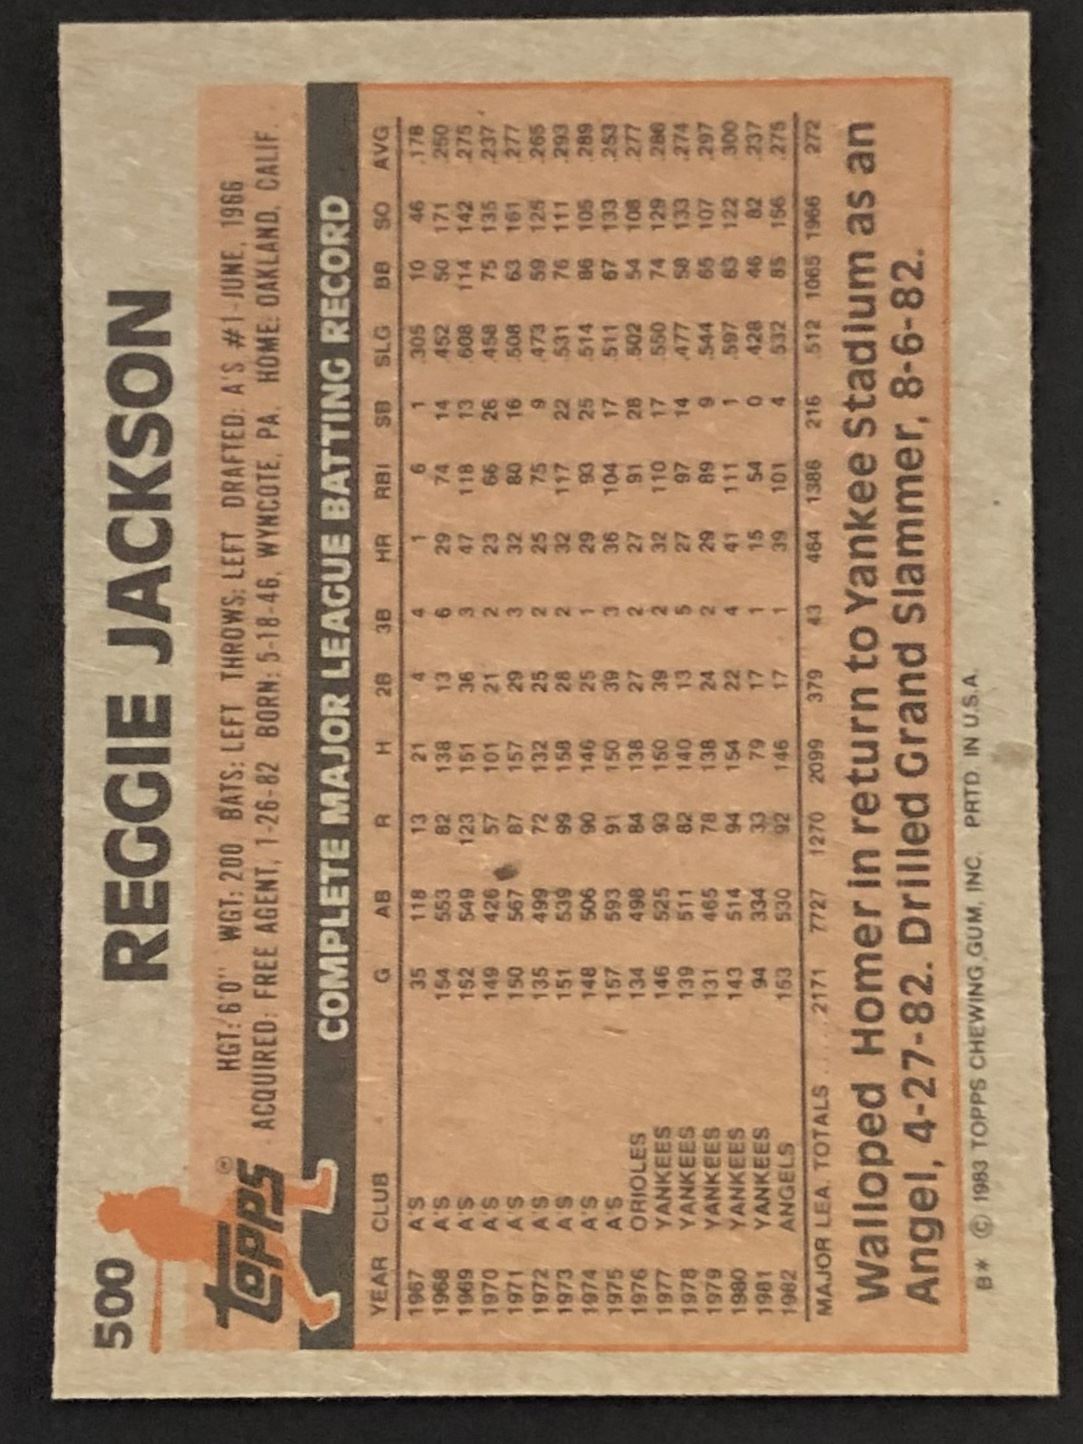 500
REGGIE JACKSON
TOPPS®
HGT: 6'0" WGT: 200 BATS: LEFT THROWS: LEFT DRAFTED: A'S #1-JUNE, 1966
ACQUIRED: FREE AGENT, 1-26-82 BORN: 5-18-46, WYNCOTE, PA. HOME: OAKLAND, CALIF.
COMPLETE MAJOR LEAGUE BATTING RECORD
YEAR CLUB G AB R H 2B 3B HR RBI SB SLG BB SO AVG
1967 A'S 35 118 13 21 4 4 1 6 1 .305 10 46 .178
1968 A'S 154 553 82 138 13 6 29 74 14 .452 50 171 .250
1969 A'S 152 549 123 151 36 3 47 118 13 .608 114 142 .275
1970 A'S 149 426 57 101 21 2 23 66 26 .458 75 135 .237
1971 A'S 150 567 87 157 29 3 32 80 16 .508 63 161 .277
1972 A'S 135 499 72 132 25 2 25 75 9 .473 59 125 .265
1973 A'S 151 539 99 158 28 2 32 117 22 .531 76 111 .293
1974 A'S 148 506 90 146 25 1 29 93 25 .514 86 105 .289
1975 A'S 157 593 91 150 39 3 36 104 17 .511 67 133 .253
1976 ORIOLES 134 498 84 138 27 2 27 91 28 .502 54 108 .277
1977 YANKEES 146 525 93 150 39 2 32 110 17 .550 74 129 .286
1978 YANKEES 139 511 82 140 13 5 27 97 14 .477 58 133 .274
1979 YANKEES 131 465 78 138 24 2 29 89 9 .544 65 107 .297
1980 YANKEES 143 514 94 154 22 4 41 111 1 .597 83 122 .300
1981 YANKEES 94 334 33 79 17 1 15 54 0 .428 46 82 .237
1982 ANGELS 153 530 92 146 17 1 39 101 4 .532 85 156 .275
MAJOR LEA. TOTALS ..... 2171 7727 1270 2099 379 43 464 1386 216 .512 1065 1966 .272
Walloped Homer in return to Yankee Stadium as an
Angel, 4-27-82. Drilled Grand Slammer, 8-6-82.
B* © 1983 TOPPS CHEWING GUM, INC. PRTD. IN U.S.A.